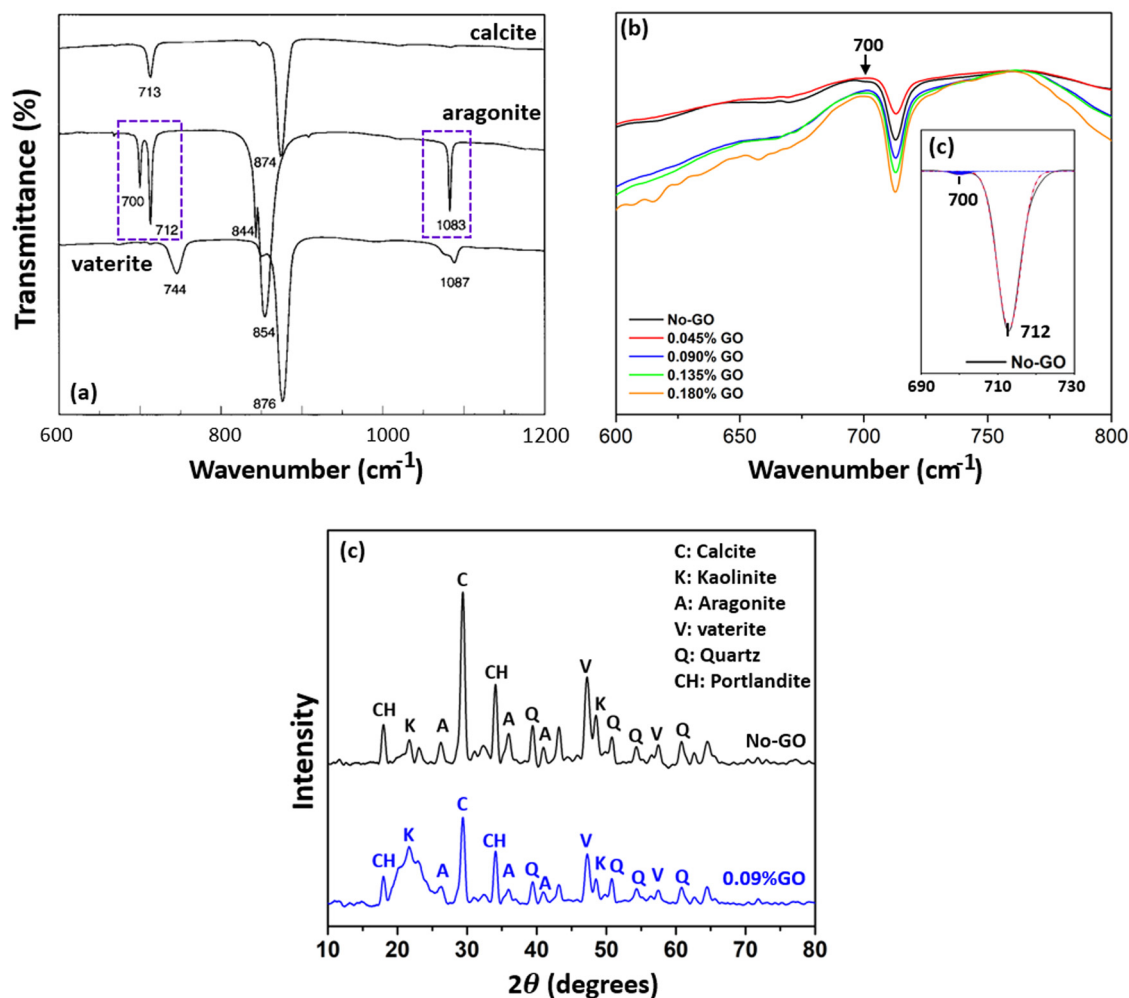 (a)
Transmittance (%)
calcite
713
874
aragonite
700
712
844
1083
vaterite
744
854
876
1087
600
800
1000
1200
Wavenumber (cm-1)
(b)
700
No-GO
0.045% GO
0.090% GO
0.135% GO
0.180% GO
(c)
700
712
No-GO
690
710
730
600
650
700
750
800
Wavenumber (cm-1)
(c)
Intensity
C: Calcite
K: Kaolinite
A: Aragonite
V: vaterite
Q: Quartz
CH: Portlandite
CH K A C CH A Q A V K Q Q V Q
No-GO
CH K A C CH A Q A V K Q Q V Q
0.09%GO
10 20 30 40 50 60 70 80
2θ (degrees)